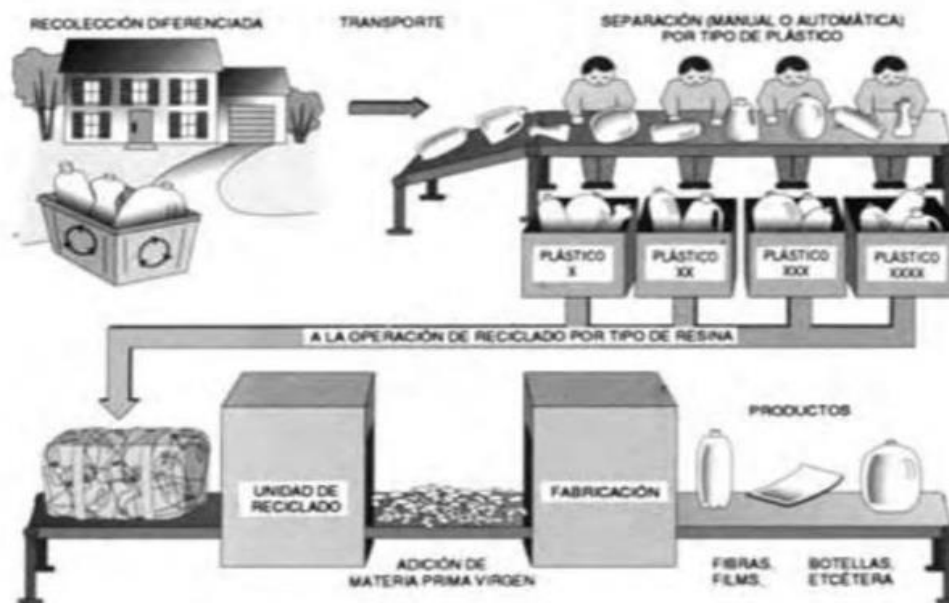 RECOLECCIÓN DIFERENCIADA
TRANSPORTE
SEPARACIÓN (MANUAL O AUTOMÁTICA)
POR TIPO DE PLÁSTICO
PLÁSTICO
X
PLÁSTICO
XX
PLÁSTICO
XXX
PLÁSTICO
XXXX
A LA OPERACIÓN DE RECICLADO POR TIPO DE RESINA
UNIDAD DE
RECICLADO
ADICIÓN DE
MATERIA PRIMA VIRGEN
FABRICACIÓN
PRODUCTOS
FIBRAS,
FILMS,
BOTELLAS,
ETCÉTERA